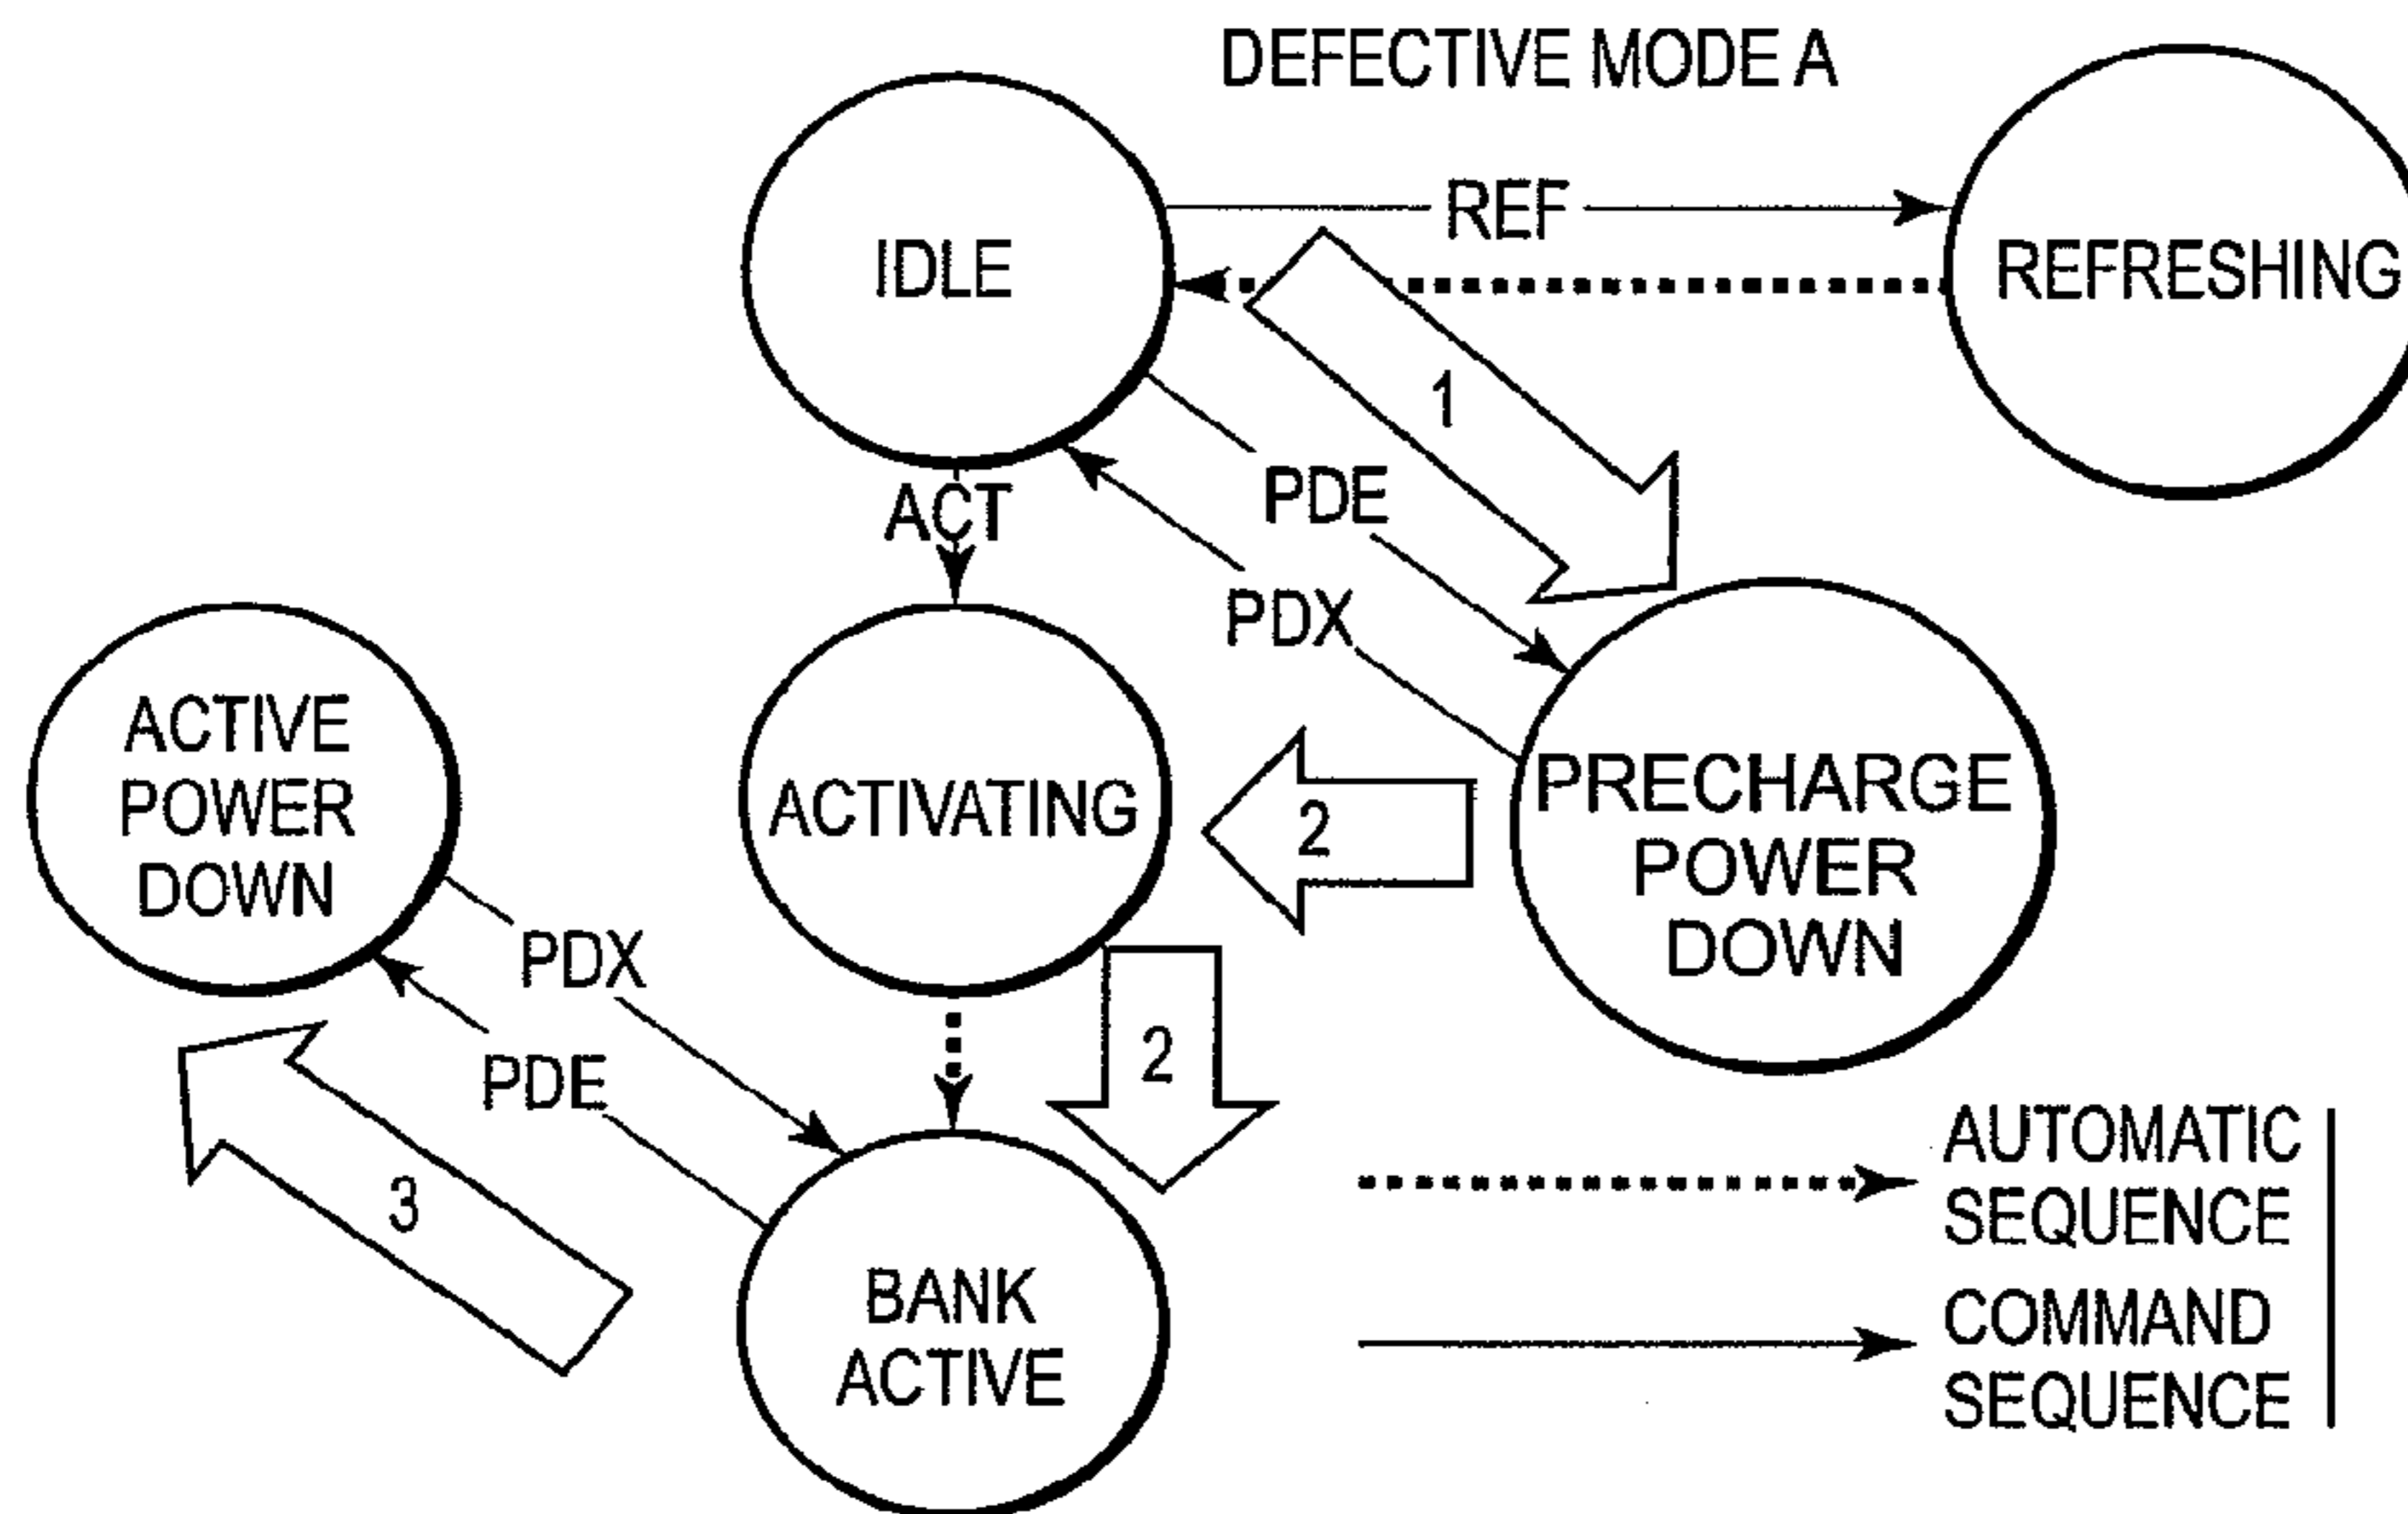 DEFECTIVE MODE A
REF
IDLE
REFRESHING
1
PDE
ACT
PDX
ACTIVE
POWER
DOWN
ACTIVATING
2
PRECHARGE
POWER
DOWN
PDX
2
PDE
3
BANK
ACTIVE
AUTOMATIC
SEQUENCE
COMMAND
SEQUENCE